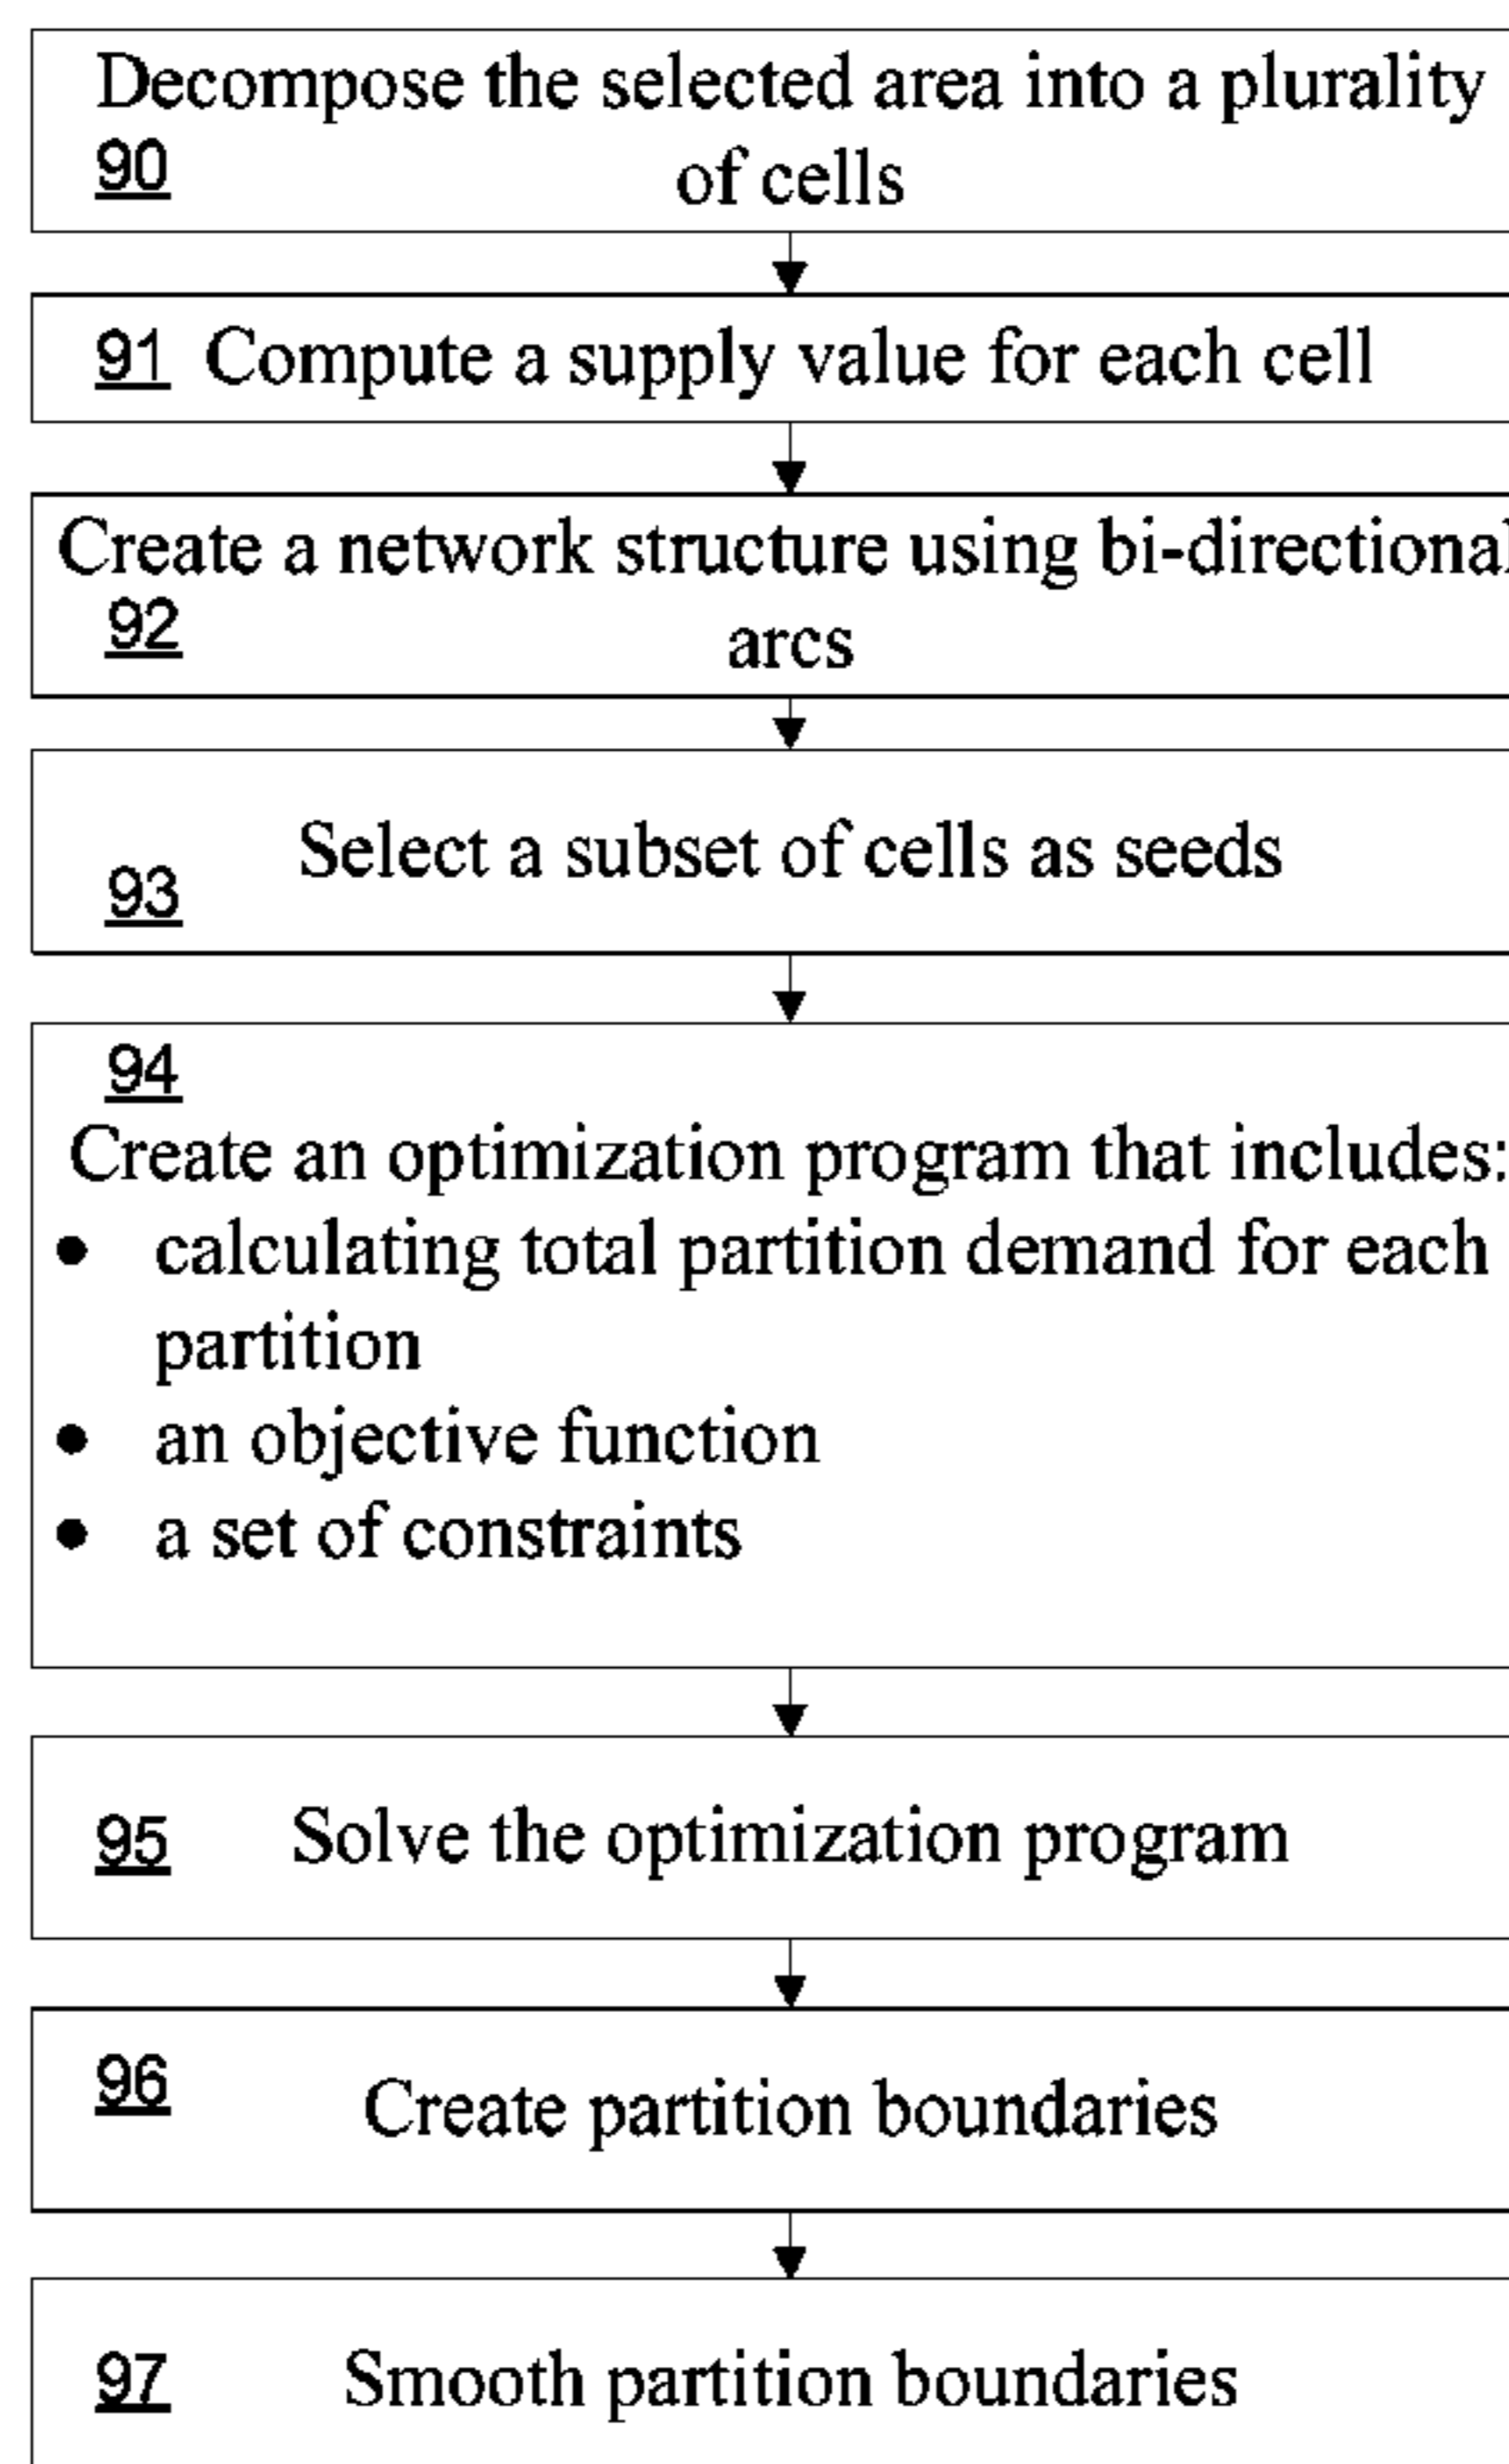 Decompose the selected area into a plurality
90
of cells
91 Compute a supply value for each cell
Create a network structure using bi-directional
92
arcs
Select a subset of cells as seeds
93
94
Create an optimization program that includes:
● calculating total partition demand for each
partition
● an objective function
● a set of constraints
95 Solve the optimization program
96
Create partition boundaries
97 Smooth partition boundaries